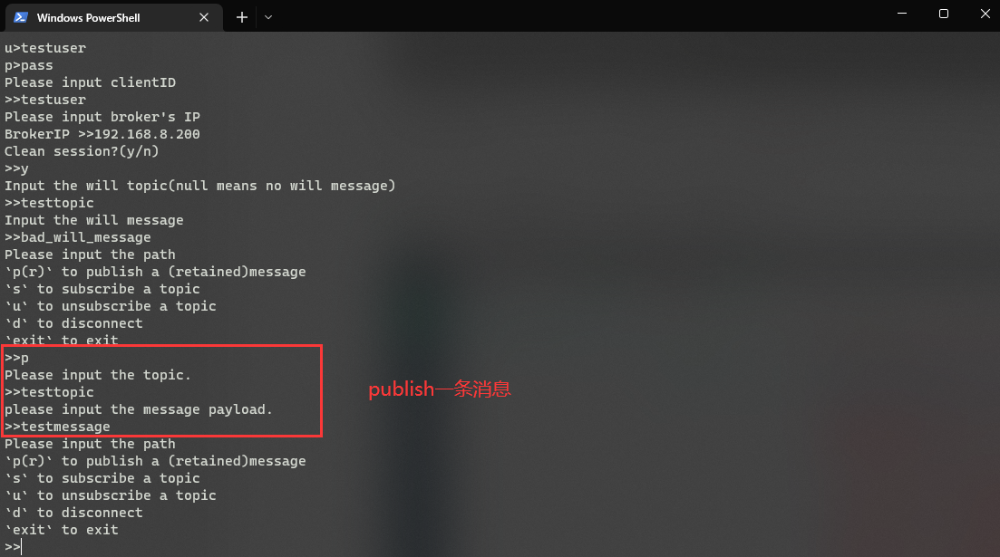 Windows PowerShell
u>testuser
p>pass
Please input clientID
>>testuser
Please input broker's IP
BrokerIP >>192.168.8.200
Clean session?(y/n)
>>y
Input the will topic(null means no will message)
>>testtopic
Input the will message
>>bad_will_message
Please input the path
`p(r)` to publish a (retained)message
`s` to subscribe a topic
`u` to unsubscribe a topic
`d` to disconnect
`exit` to exit
>>p
Please input the topic.
>>testtopic
please input the message payload.
>>testmessage
publish一条消息
Please input the path
`p(r)` to publish a (retained)message
`s` to subscribe a topic
`u` to unsubscribe a topic
`d` to disconnect
`exit` to exit
>>